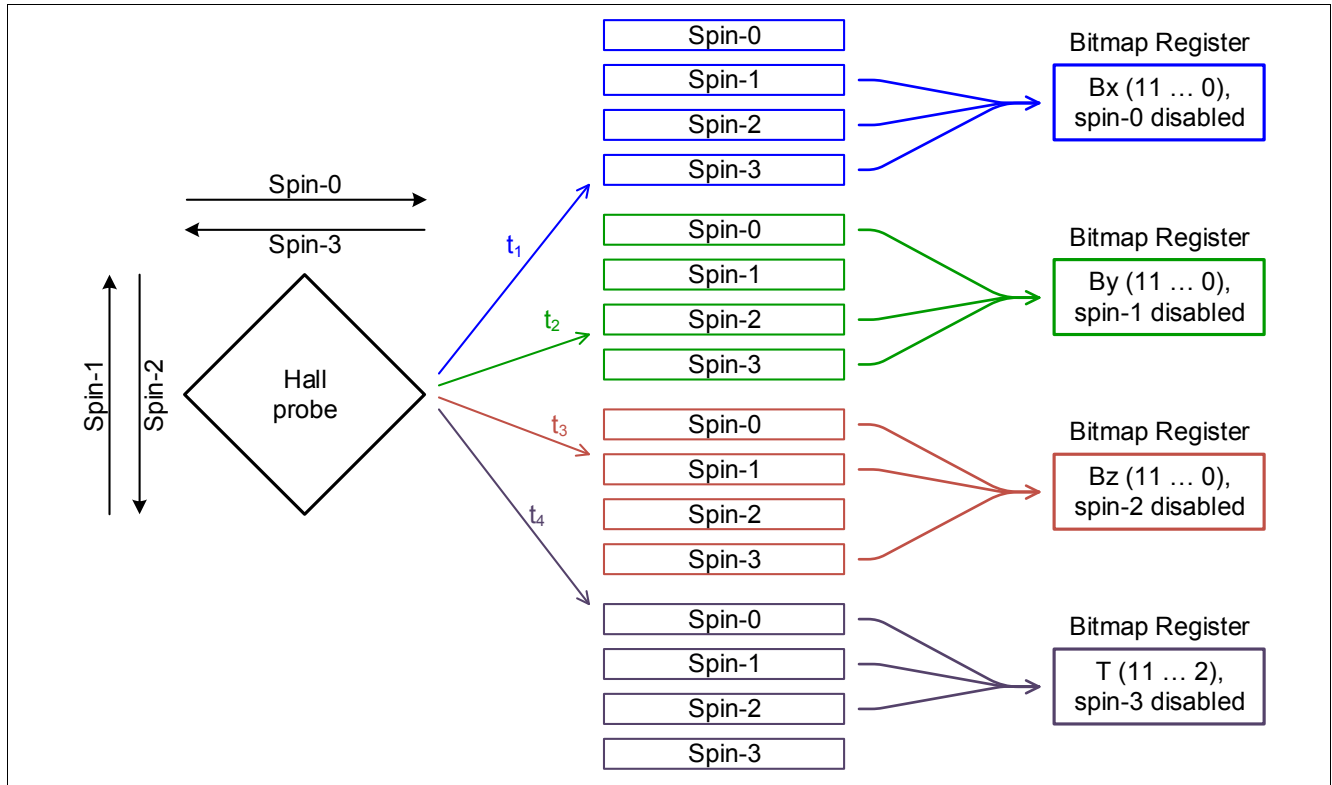 Spin-0
Spin-3
Spin-1
Spin-2
Hall
probe
t1
t2
t3
t4
Spin-0
Spin-1
Spin-2
Spin-3
Bitmap Register
Bx (11 … 0),
spin-0 disabled
Spin-0
Spin-1
Spin-2
Spin-3
Bitmap Register
By (11 … 0),
spin-1 disabled
Spin-0
Spin-1
Spin-2
Spin-3
Bitmap Register
Bz (11 … 0),
spin-2 disabled
Spin-0
Spin-1
Spin-2
Spin-3
Bitmap Register
T (11 … 2),
spin-3 disabled